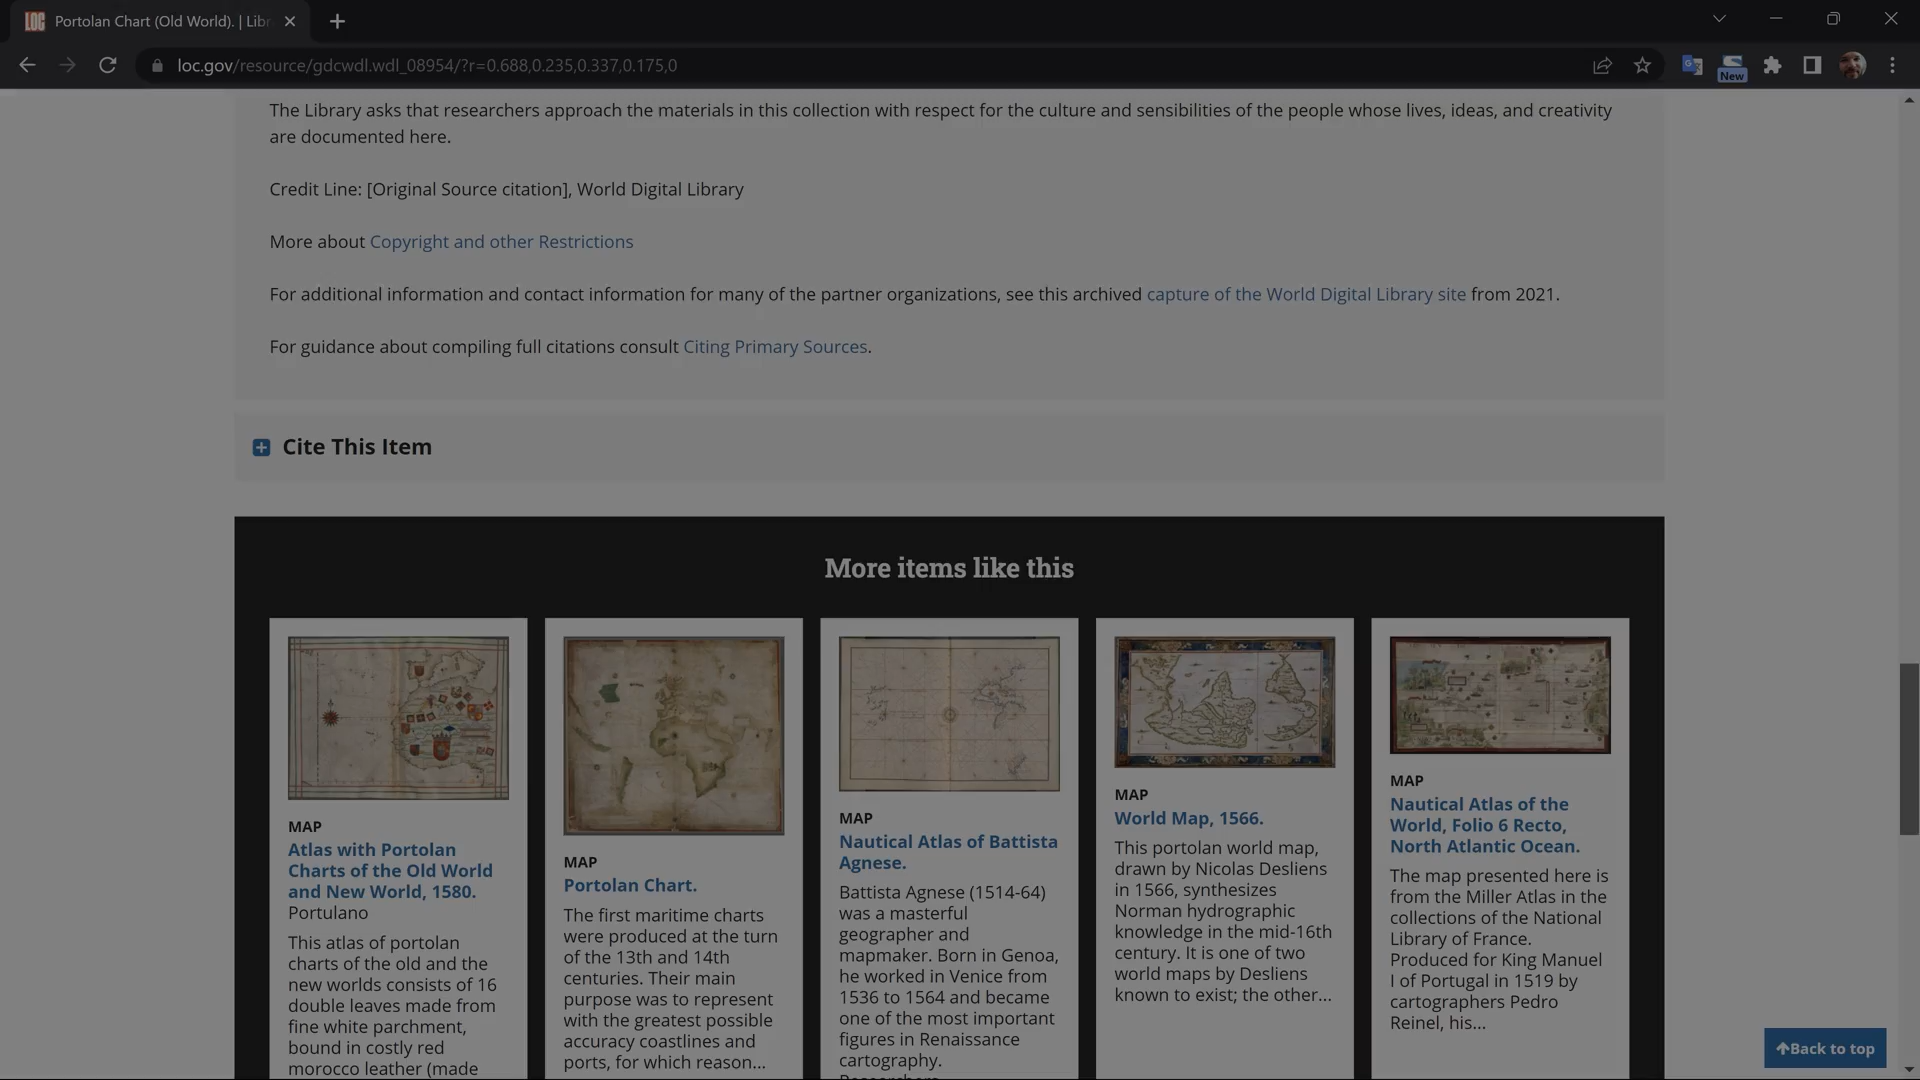 Portolan Chart (Old World). | Libr
loc.gov/resource/gdcwdl.wdl_08954/?r=0.688,0.235,0.337,0.175,0
New
The Library asks that researchers approach the materials in this collection with respect for the culture and sensibilities of the people whose lives, ideas, and creativity
are documented here.
Credit Line: [Original Source citation], World Digital Library
More about Copyright and other Restrictions
For additional information and contact information for many of the partner organizations, see this archived capture of the World Digital Library site from 2021.
For guidance about compiling full citations consult Citing Primary Sources.
Cite This Item
More items like this
MAP
Atlas with Portolan
Charts of the Old World
and New World, 1580.
Portulano
This atlas of portolan
charts of the old and the
new worlds consists of 16
double leaves made from
fine white parchment,
bound in costly red
morocco leather (made
MAP
Portolan Chart.
The first maritime charts
were produced at the turn
of the 13th and 14th
centuries. Their main
purpose was to represent
with the greatest possible
accuracy coastlines and
ports, for which reason...
MAP
Nautical Atlas of Battista
Agnese.
Battista Agnese (1514-64)
was a masterful
geographer and
mapmaker. Born in Genoa,
he worked in Venice from
1536 to 1564 and became
one of the most important
figures in Renaissance
cartography.
MAP
World Map, 1566.
This portolan world map,
drawn by Nicolas Desliens
in 1566, synthesizes
Norman hydrographic
knowledge in the mid-16th
century. It is one of two
world maps by Desliens
known to exist; the other...
MAP
Nautical Atlas of the
World, Folio 6 Recto,
North Atlantic Ocean.
The map presented here is
from the Miller Atlas in the
collections of the National
Library of France.
Produced for King Manuel
I of Portugal in 1519 by
cartographers Pedro
Reinel, his...
Back to top